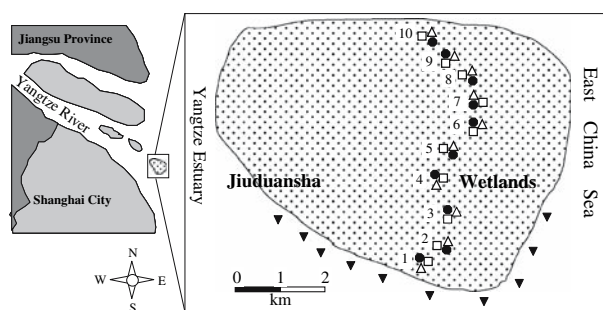 Jiangsu Province
Yangtze River
Shanghai City
N
W E
S
Yangtze Estuary
10
9
8
7
6
5
4
3
2
1
Jiuduansha Wetlands
0 1 2
km
East China Sea